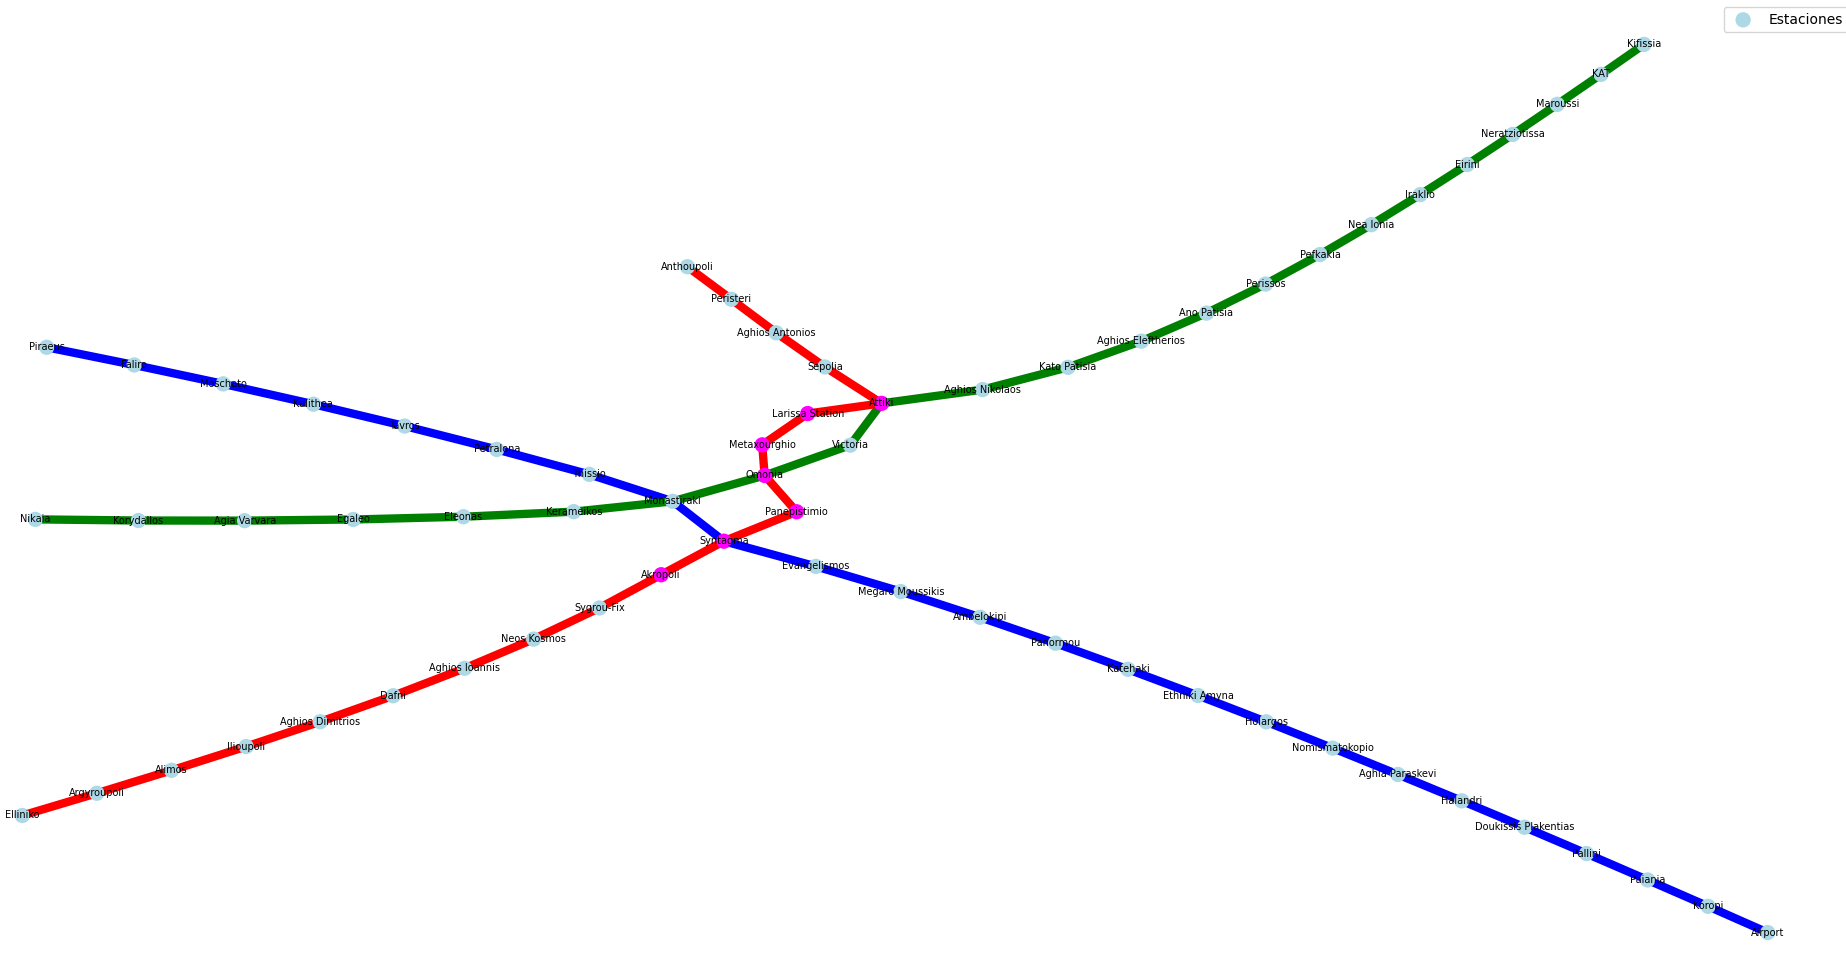 Estaciones
Kifissia
KAT
Maroussi
Neratziotissa
Eirini
Iraklio
Nea Ionia
Pefkakia
Anthoupoli
Perissos
Peristeri
Ano Patisia
Aghios Antonios
Aghios Eleftherios
Piraeus
Faliro
Sepolia
Kato Patisia
Moschato
Aghios Nikolaos
Kalithea
Attiki
Larissa Station
Tavros
Metaxourghio
Victoria
Petralona
Thissio
Omonia
Monastiraki
Nikaia
Korydallos
Agia Varvara
Egaleo
Eleonas
Kerameikos
Panepistimio
Syntagma
Evangelismos
Akropoli
Megaro Moussikis
Sygrou-Fix
Ambelokipi
Neos Kosmos
Panormou
Aghios Ioannis
Katehaki
Dafni
Ethniki Amyna
Aghios Dimitrios
Holargos
Ilioupoli
Nomismatokopio
Alimos
Aghia Paraskevi
Argyroupoli
Halandri
Elliniko
Doukissis Plakentias
Pallini
Paiania
Koropi
Airport